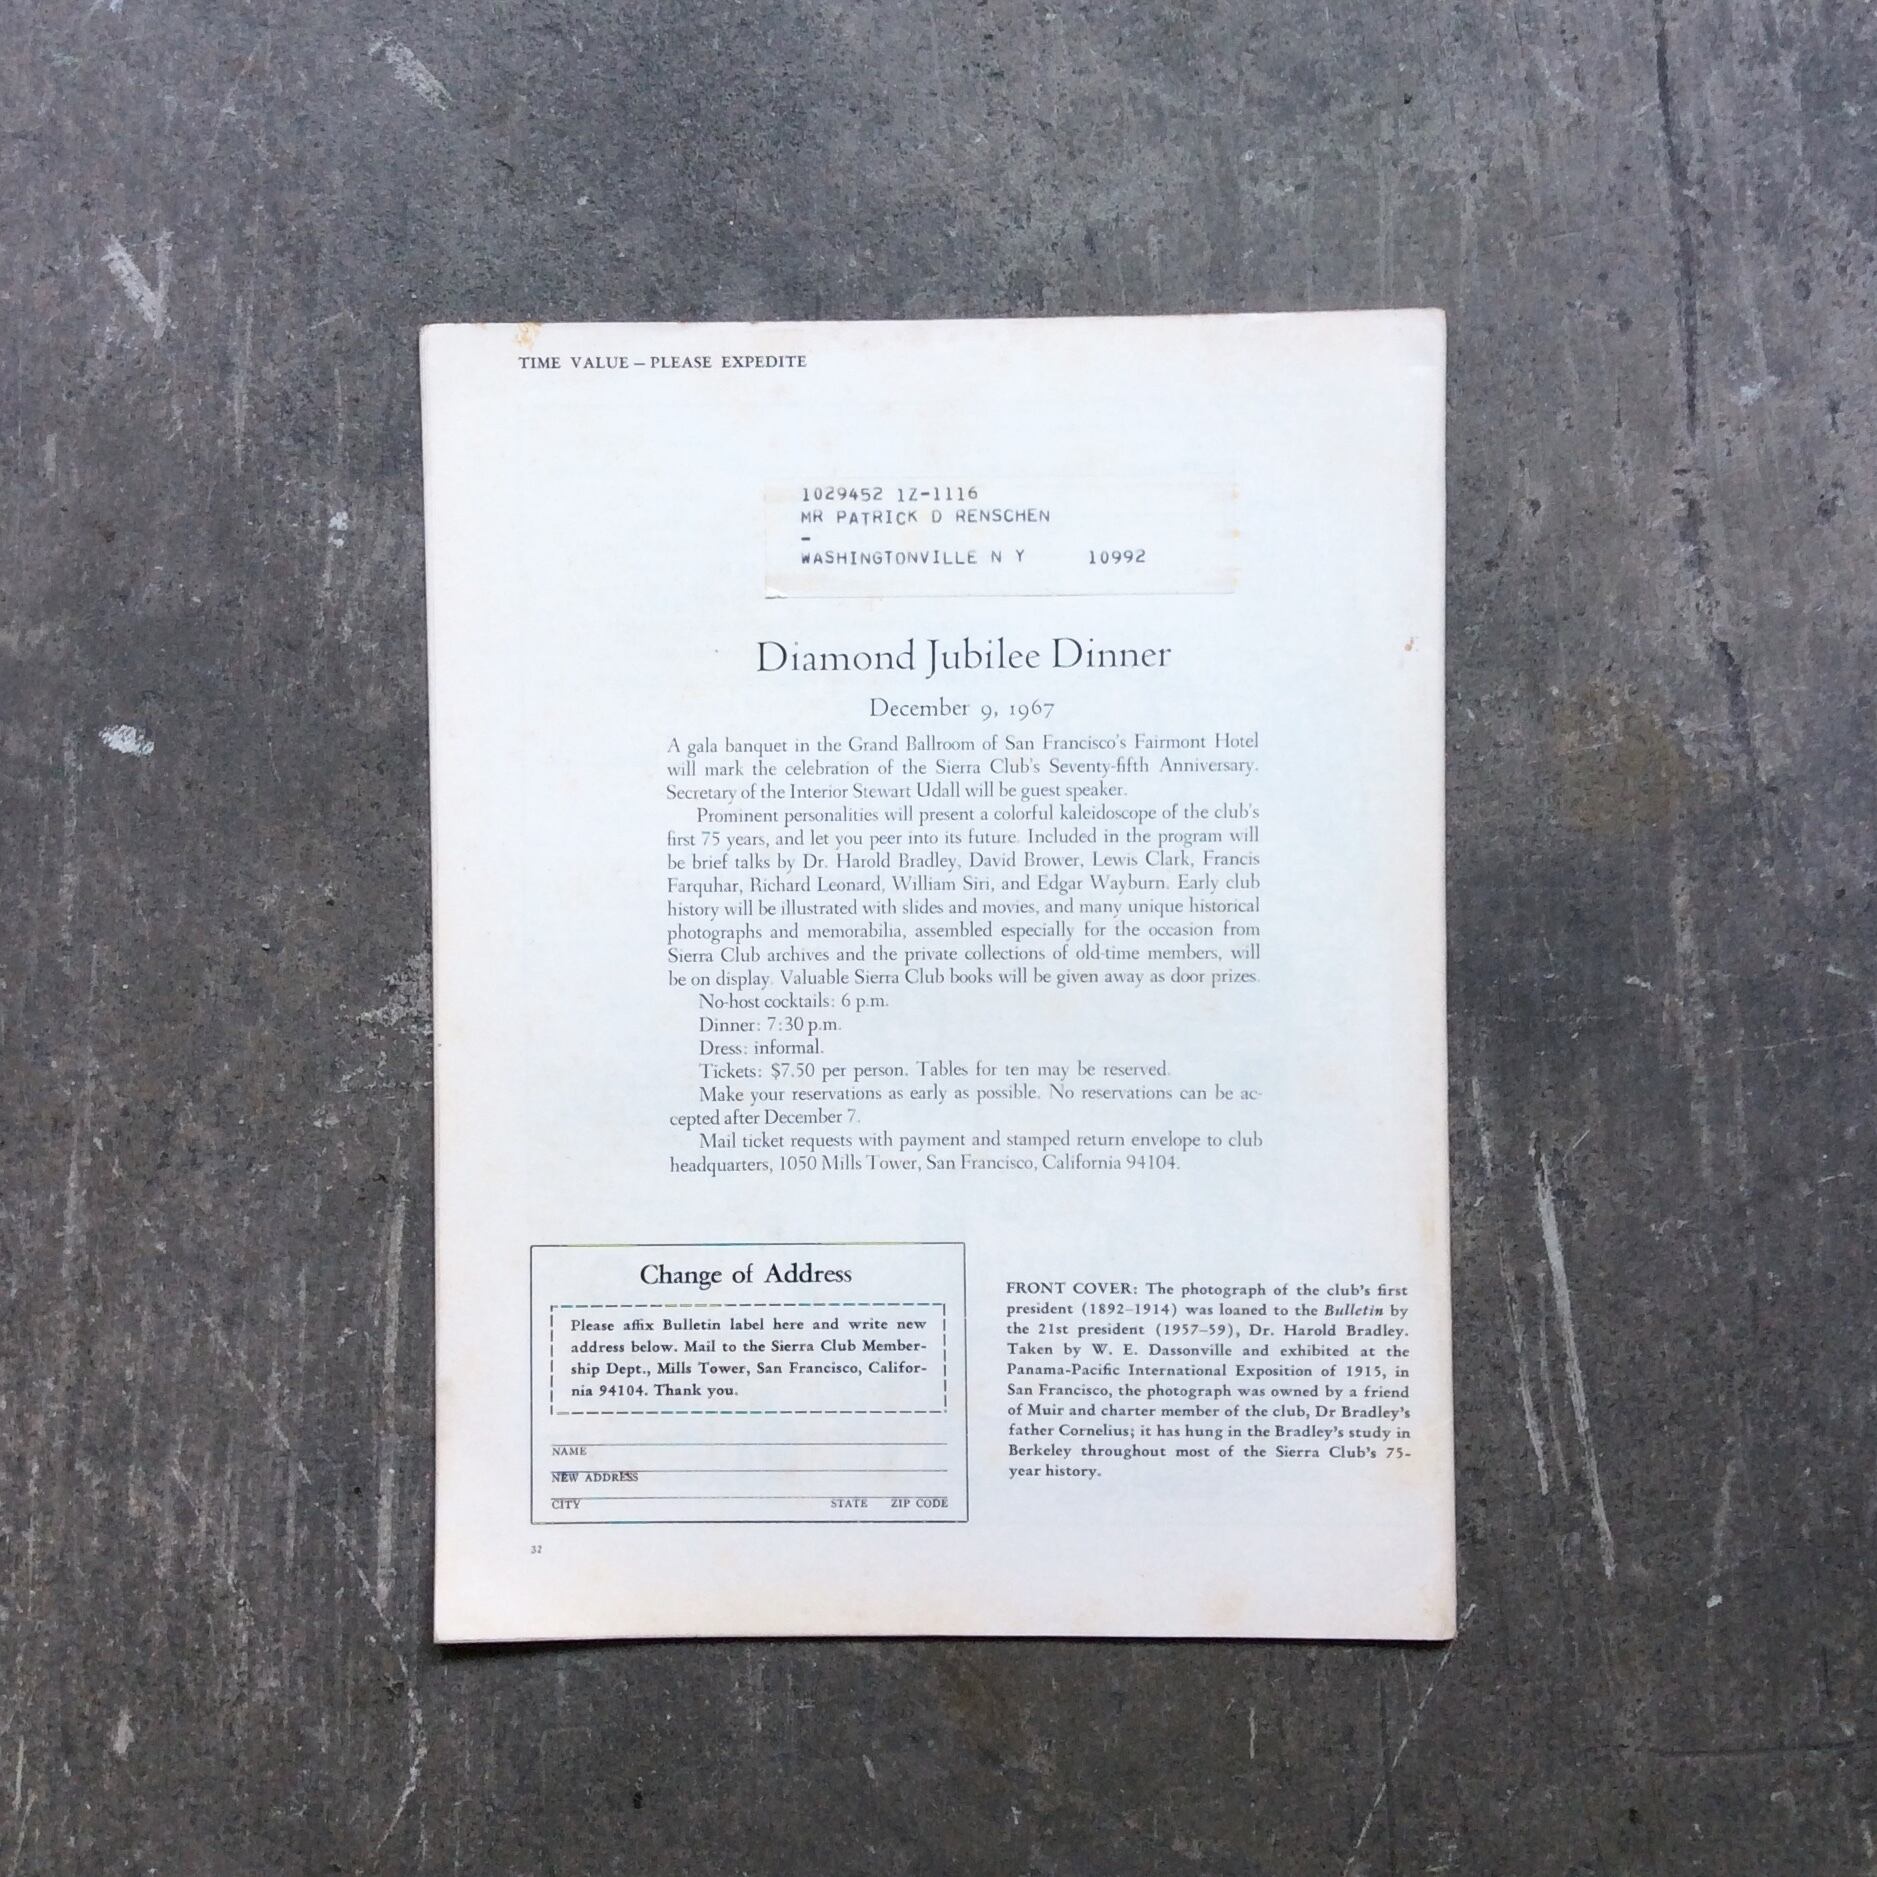 TIME VALUE – PLEASE EXPEDITE
1029452 1Z-1116
MR PATRICK D RENSCHEN
-
WASHINGTONVILLE N Y 10992
Diamond Jubilee Dinner
December 9, 1967
A gala banquet in the Grand Ballroom of San Francisco's Fairmont Hotel
will mark the celebration of the Sierra Club's Seventy-fifth Anniversary.
Secretary of the Interior Stewart Udall will be guest speaker.
Prominent personalities will present a colorful kaleidoscope of the club's
first 75 years, and let you peer into its future. Included in the program will
be brief talks by Dr. Harold Bradley, David Brower, Lewis Clark, Francis
Farquhar, Richard Leonard, William Siri, and Edgar Wayburn. Early club
history will be illustrated with slides and movies, and many unique historical
photographs and memorabilia, assembled especially for the occasion from
Sierra Club archives and the private collections of old-time members, will
be on display. Valuable Sierra Club books will be given away as door prizes.
No-host cocktails: 6 p.m.
Dinner: 7:30 p.m.
Dress: informal.
Tickets: $7.50 per person. Tables for ten may be reserved.
Make your reservations as early as possible. No reservations can be ac-
cepted after December 7.
Mail ticket requests with payment and stamped return envelope to club
headquarters, 1050 Mills Tower, San Francisco, California 94104.
Change of Address
Please affix Bulletin label here and write new
address below. Mail to the Sierra Club Member-
ship Dept., Mills Tower, San Francisco, Califor-
nia 94104. Thank you.
NAME
NEW ADDRESS
CITY STATE ZIP CODE
FRONT COVER: The photograph of the club's first
president (1892–1914) was loaned to the Bulletin by
the 21st president (1957–59), Dr. Harold Bradley.
Taken by W. E. Dassonville and exhibited at the
Panama-Pacific International Exposition of 1915, in
San Francisco, the photograph was owned by a friend
of Muir and charter member of the club, Dr Bradley's
father Cornelius; it has hung in the Bradley's study in
Berkeley throughout most of the Sierra Club's 75-
year history.
32